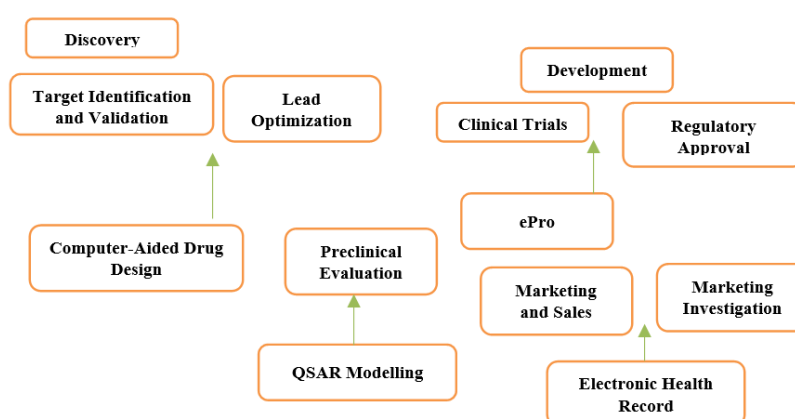 Discovery
Target Identification
and Validation
Lead
Optimization
Computer-Aided Drug
Design
Preclinical
Evaluation
QSAR Modelling
Development
Clinical Trials
Regulatory
Approval
ePro
Marketing
and Sales
Marketing
Investigation
Electronic Health
Record